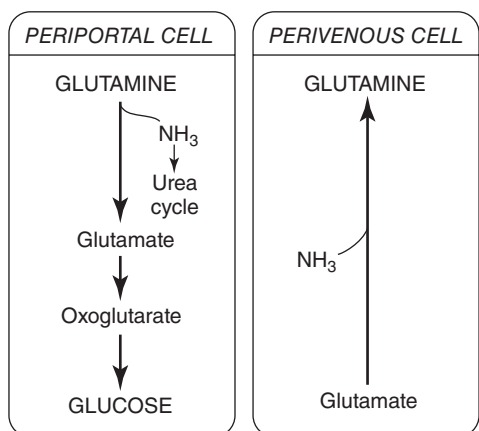 PERIPORTAL CELL
GLUTAMINE
NH₃
Urea
cycle
Glutamate
Oxoglutarate
GLUCOSE
PERIVENOUS CELL
GLUTAMINE
NH₃
Glutamate